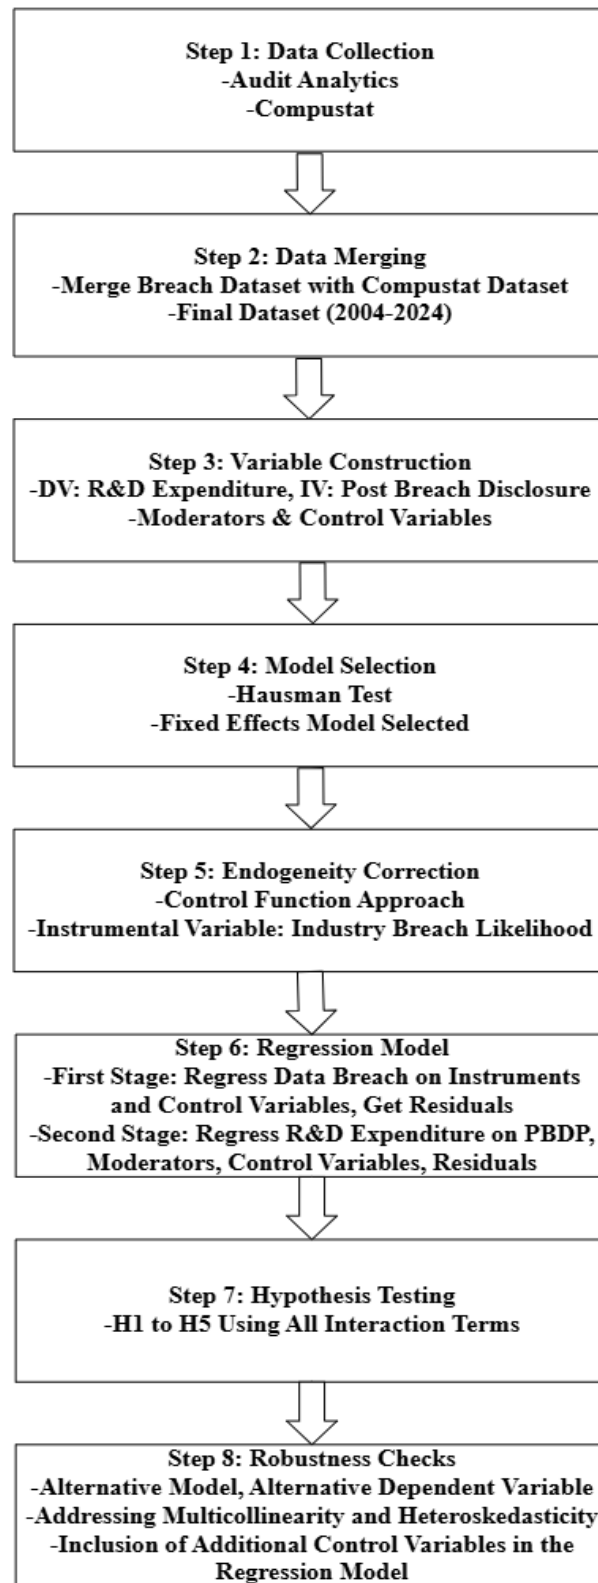 Step 1: Data Collection
-Audit Analytics
-Compustat
Step 2: Data Merging
-Merge Breach Dataset with Compustat Dataset
-Final Dataset (2004-2024)
Step 3: Variable Construction
-DV: R&D Expenditure, IV: Post Breach Disclosure
-Moderators & Control Variables
Step 4: Model Selection
-Hausman Test
-Fixed Effects Model Selected
Step 5: Endogeneity Correction
-Control Function Approach
-Instrumental Variable: Industry Breach Likelihood
Step 6: Regression Model
-First Stage: Regress Data Breach on Instruments
and Control Variables, Get Residuals
-Second Stage: Regress R&D Expenditure on PBDP,
Moderators, Control Variables, Residuals
Step 7: Hypothesis Testing
-H1 to H5 Using All Interaction Terms
Step 8: Robustness Checks
-Alternative Model, Alternative Dependent Variable
-Addressing Multicollinearity and Heteroskedasticity
-Inclusion of Additional Control Variables in the
Regression Model